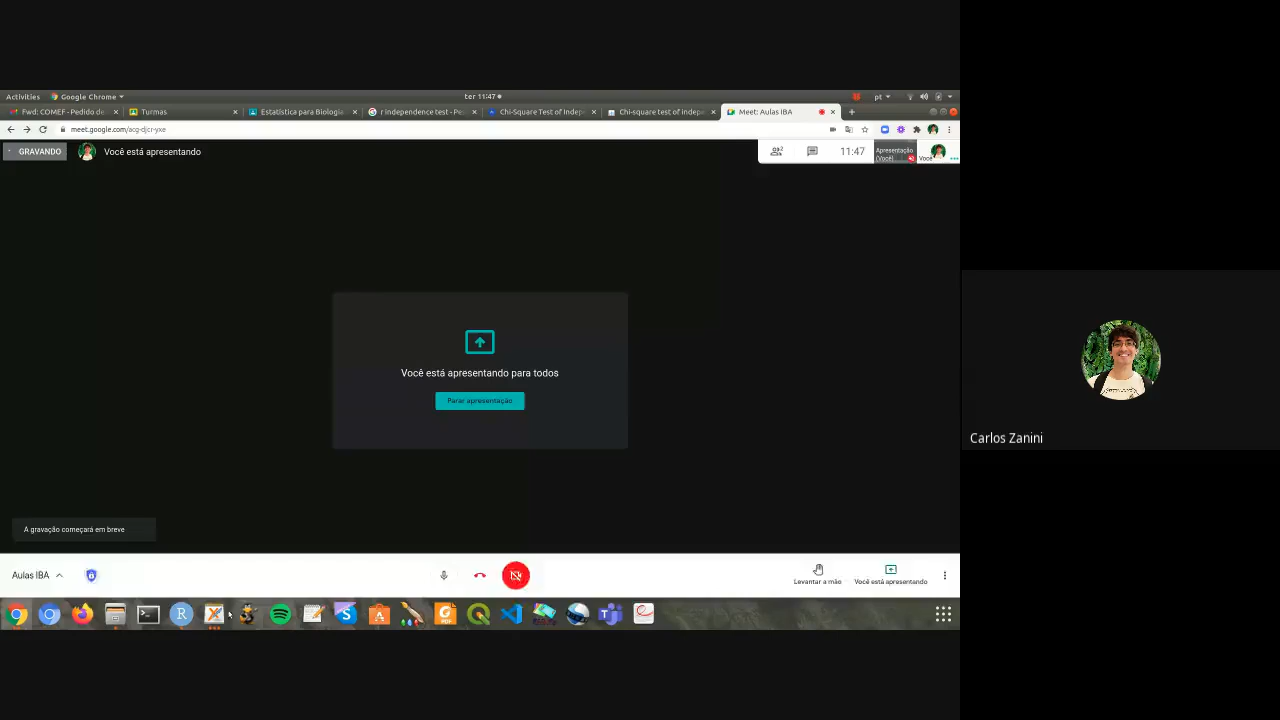 Activities Google Chrome ter 11:47 pt
Fwd: COMEF - Pedido de Turmas Estatística para Biologia r independence test - Pes Chi-Square Test of Indep Chi-square test of indepe Meet: Aulas IBA
meet.google.com/acg-djcr-yxe
GRAVANDO Você está apresentando 2 11:47 Apresentação
(Você) Você
Você está apresentando para todos
Parar apresentação
Carlos Zanini
A gravação começará em breve
Aulas IBA Levantar a mão Você está apresentando